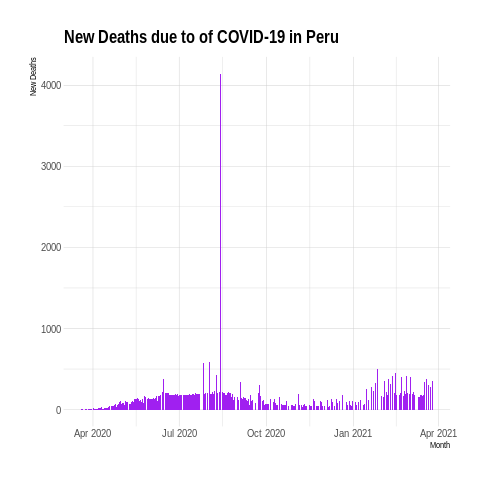 New Deaths due to of COVID-19 in Peru
New Deaths
4000
3000
2000
1000
0
Apr 2020 Jul 2020 Oct 2020 Jan 2021 Apr 2021
Month